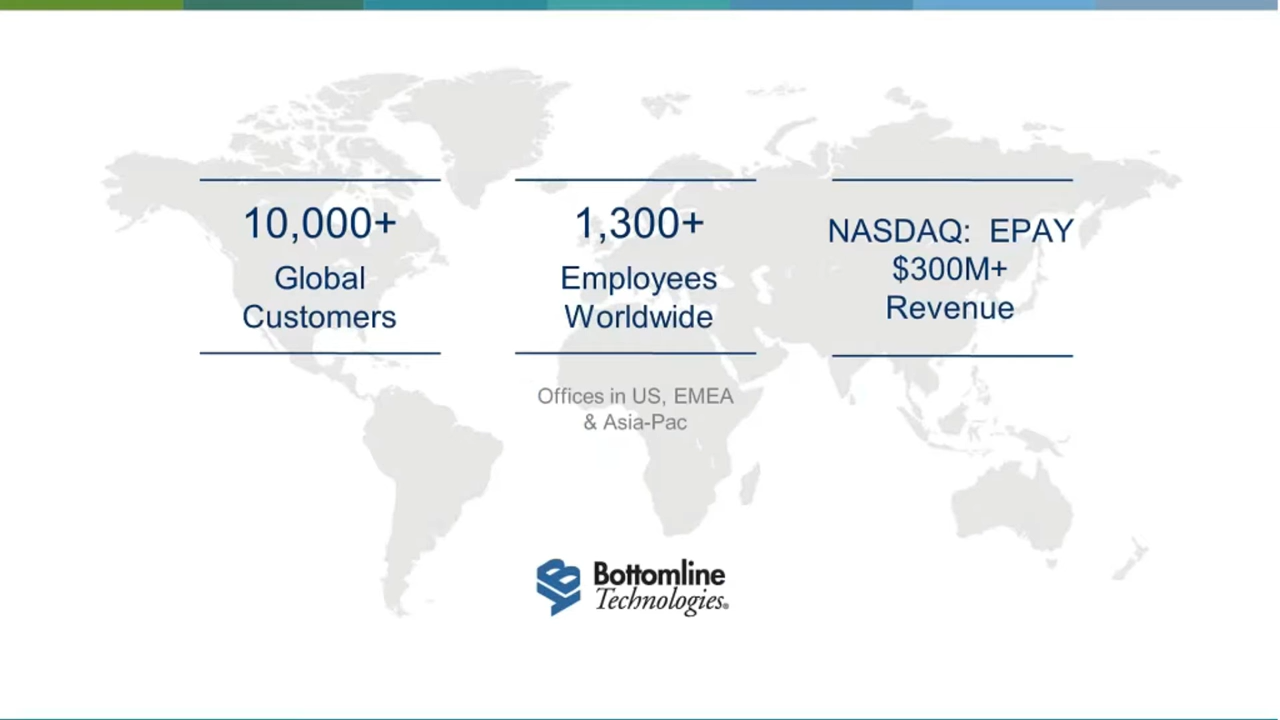 10,000+
Global
Customers
1,300+
Employees
Worldwide
Offices in US, EMEA
& Asia-Pac
NASDAQ: EPAY
$300M+
Revenue
Bottomline
Technologies®